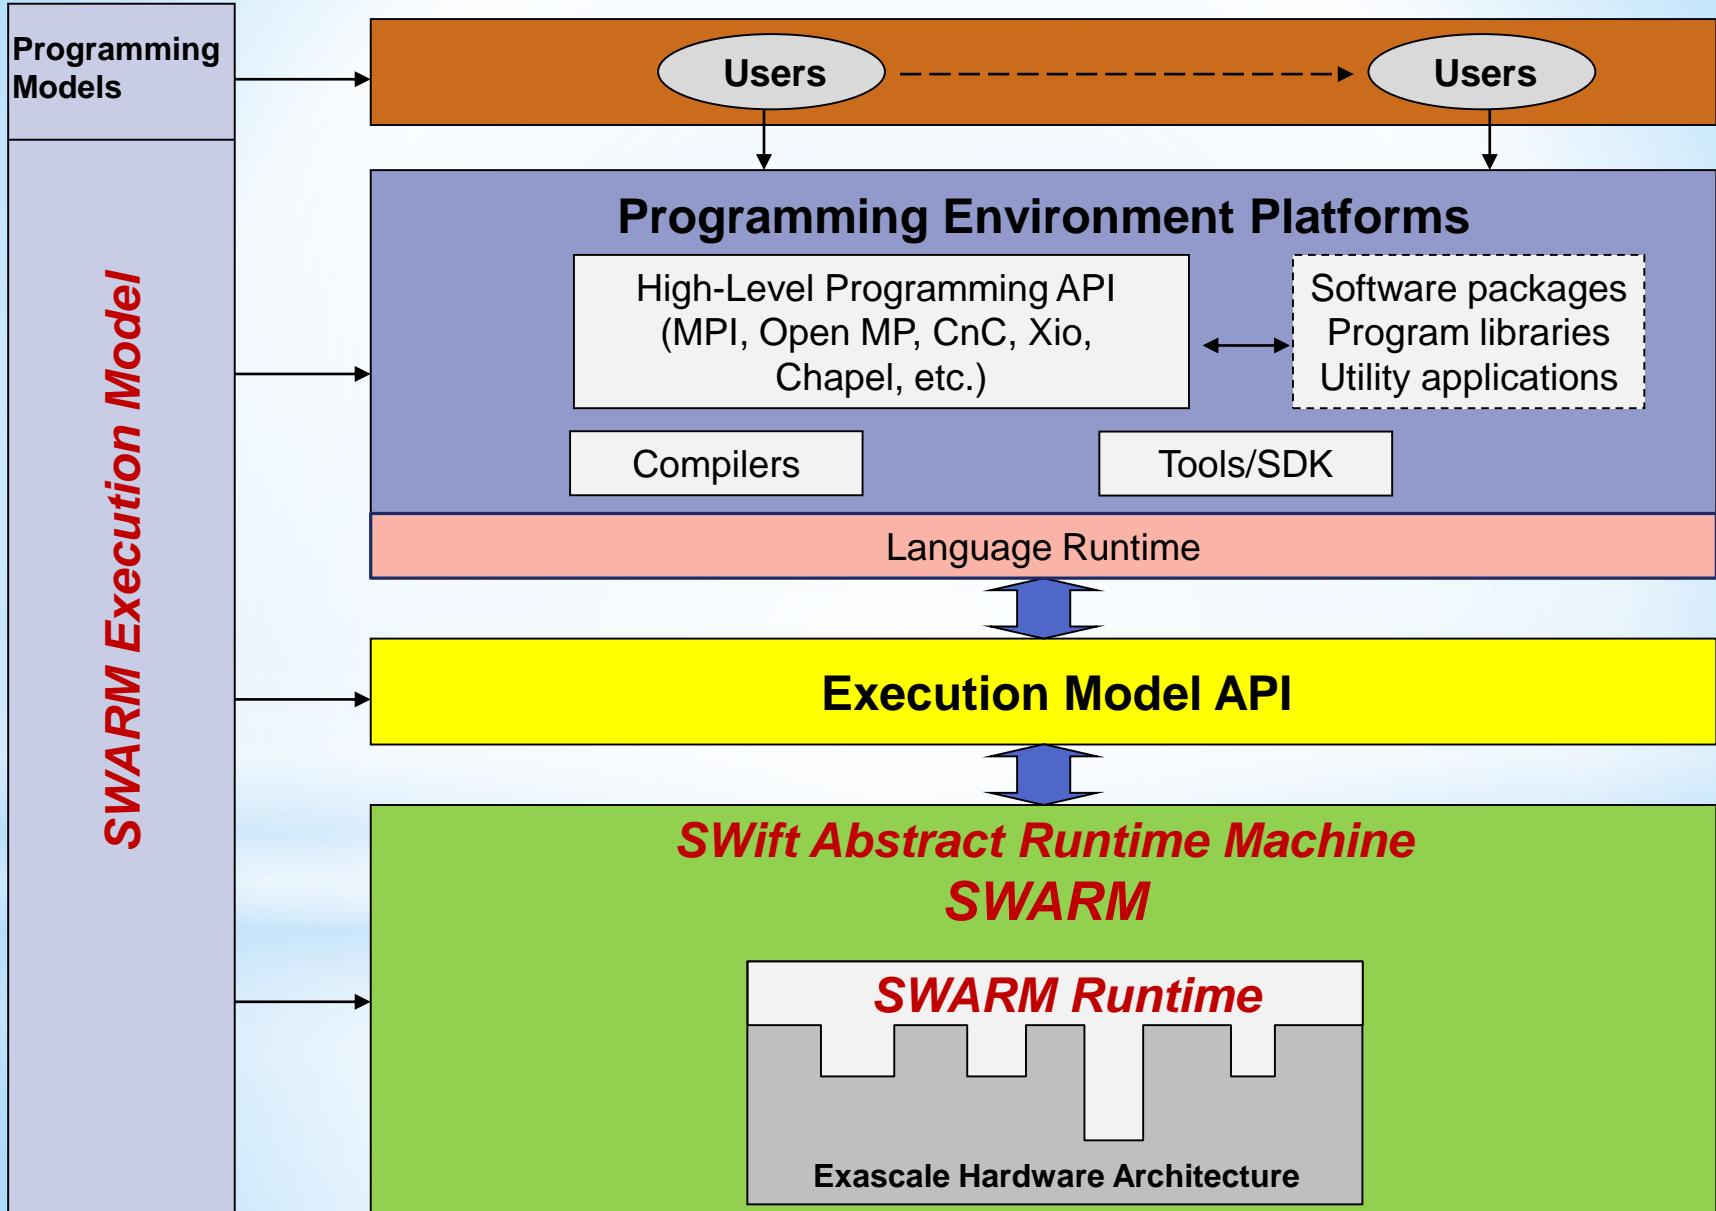 Programming
Models
Users
Users
SWARM Execution Model
Programming Environment Platforms
High-Level Programming API
(MPI, Open MP, CnC, Xio,
Chapel, etc.)
Software packages
Program libraries
Utility applications
Compilers
Tools/SDK
Language Runtime
Execution Model API
SWift Abstract Runtime Machine
SWARM
SWARM Runtime
Exascale Hardware Architecture